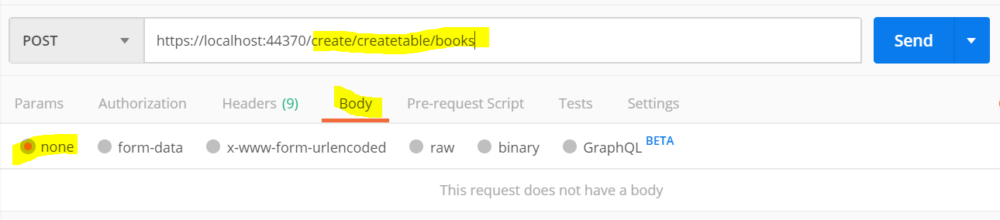 POST https://localhost:44370/create/createtable/books Send
Params Authorization Headers (9) Body Pre-request Script Tests Settings
none form-data x-www-form-urlencoded raw binary GraphQL BETA
This request does not have a body